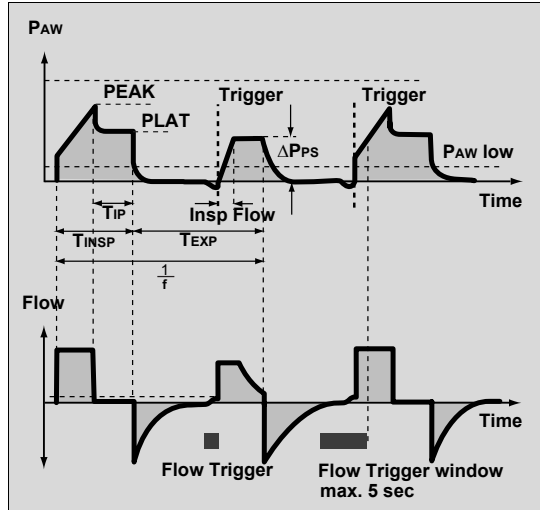 PAW
PEAK
Trigger
Trigger
PLAT
ΔPPS
PAW low
Time
TIP
Insp Flow
TINSP
TEXP
1
f
Flow
Time
Flow Trigger
Flow Trigger window
max. 5 sec